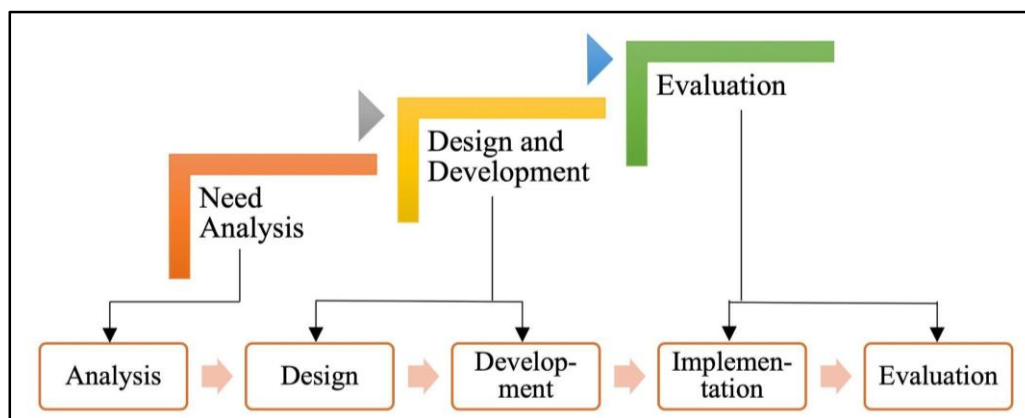 Need
Analysis
Design and
Development
Evaluation
Analysis
Design
Develop-
ment
Implemen-
tation
Evaluation